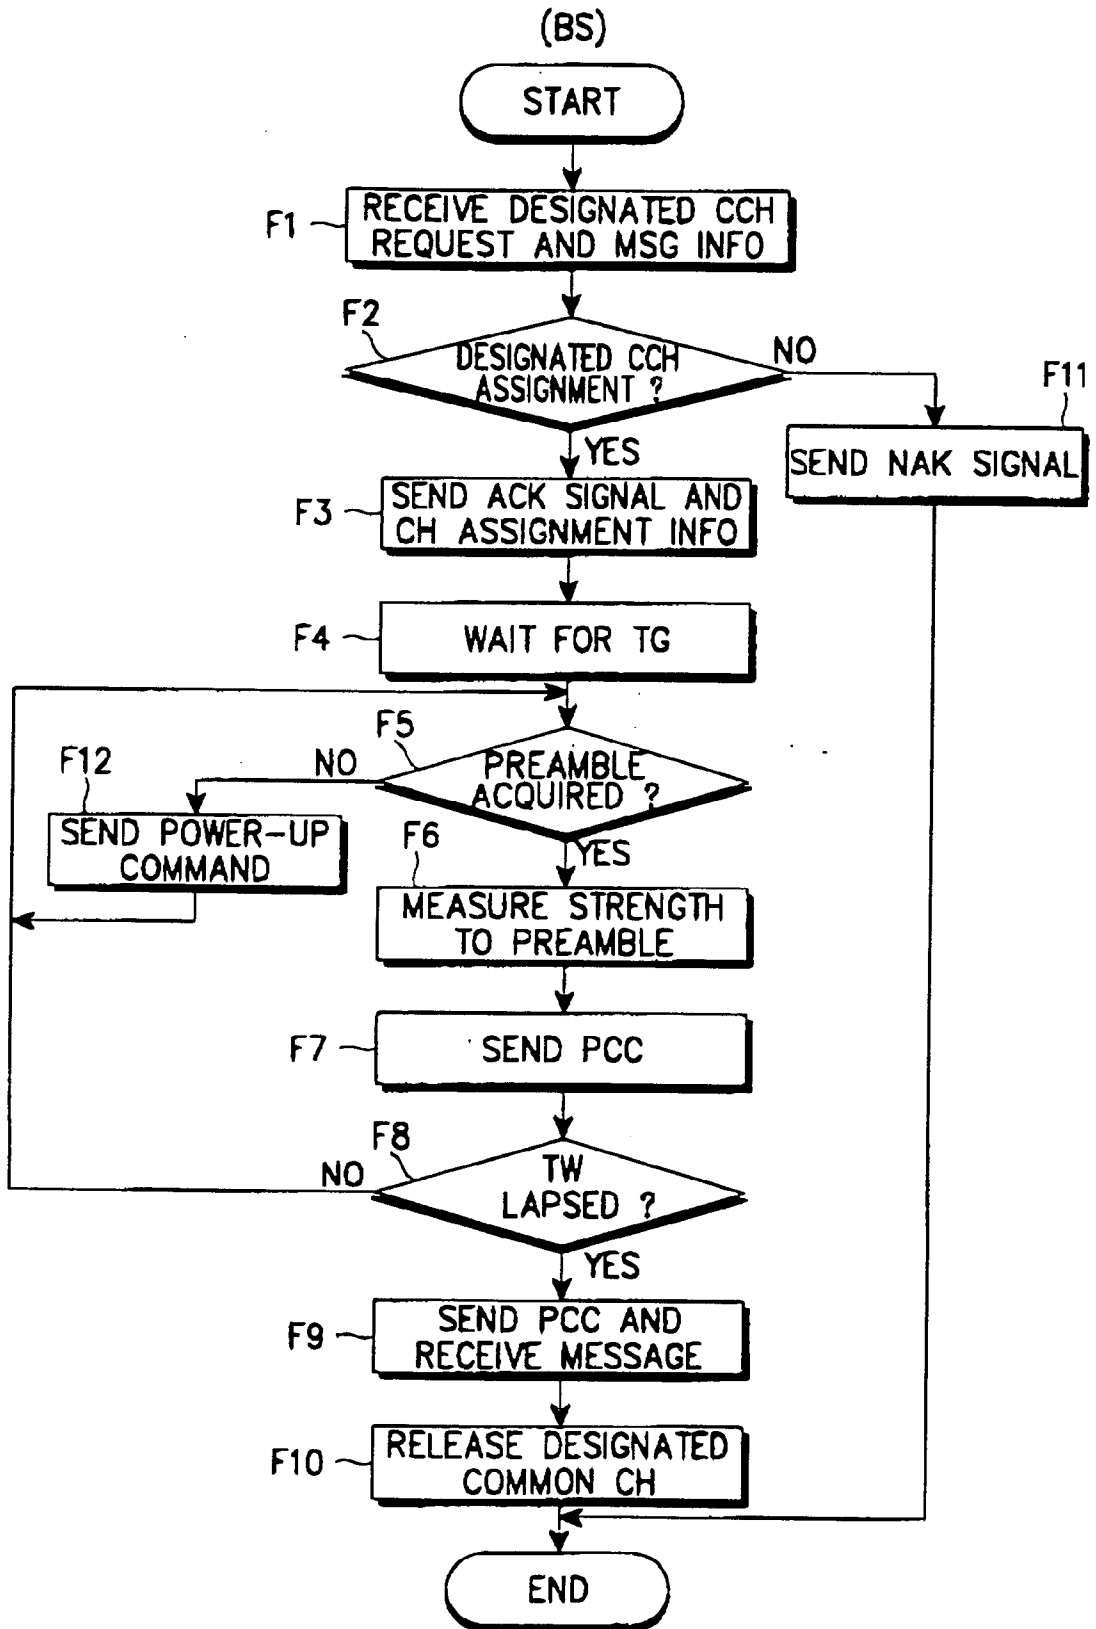 (BS)
START
F1
RECEIVE DESIGNATED CCH
REQUEST AND MSG INFO
F2
DESIGNATED CCH
ASSIGNMENT ?
NO
F11
SEND NAK SIGNAL
YES
F3
SEND ACK SIGNAL AND
CH ASSIGNMENT INFO
F4
WAIT FOR TG
F5
PREAMBLE
ACQUIRED ?
NO
F12
SEND POWER-UP
COMMAND
YES
F6
MEASURE STRENGTH
TO PREAMBLE
F7
SEND PCC
F8
TW
LAPSED ?
NO
YES
F9
SEND PCC AND
RECEIVE MESSAGE
F10
RELEASE DESIGNATED
COMMON CH
END